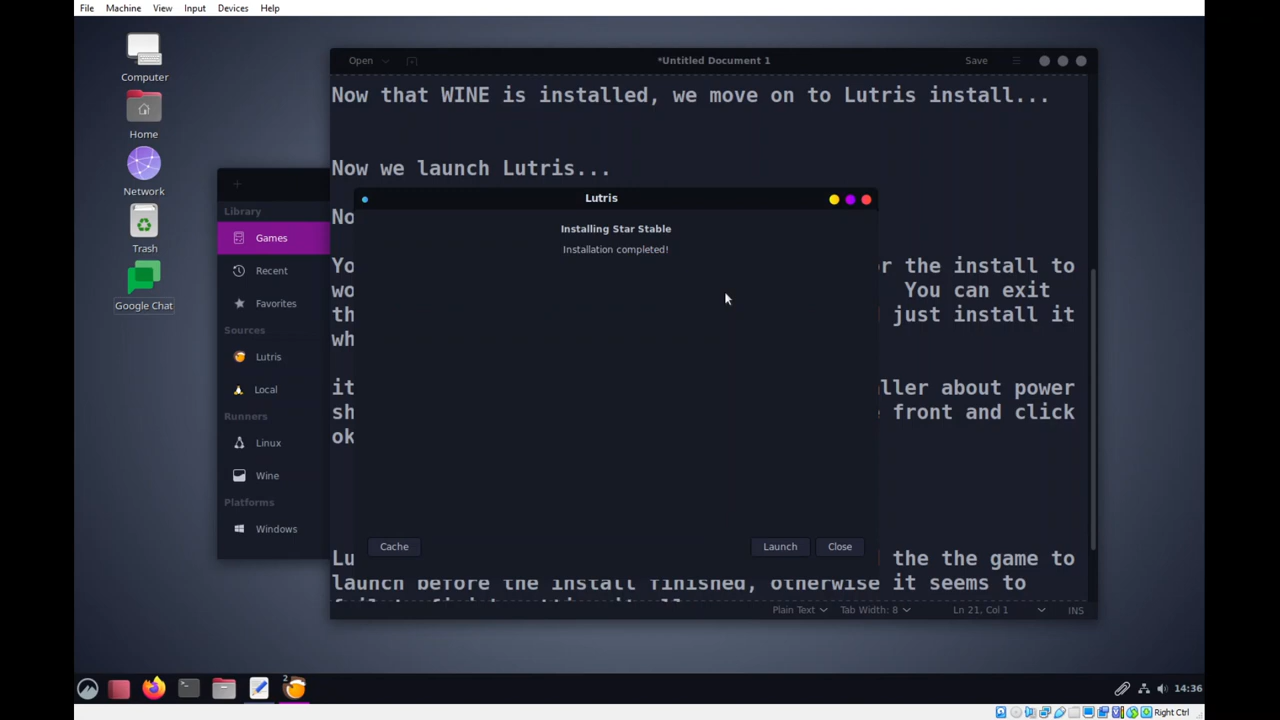 File Machine View Input Devices Help
Computer
Home
Network
Trash
Google Chat
Open
*Untitled Document 1
Save
Now that WINE is installed, we move on to Lutris install...
Now we launch Lutris...
No
Yo
r the install to
wo
You can exit
th
just install it
wh
it
ller about power
sh
front and click
ok
Lu
the the game to
launch before the install finished, otherwise it seems to
Plain Text
Tab Width: 8
Ln 21, Col 1
INS
Library
Games
Recent
Favorites
Sources
Lutris
Local
Runners
Linux
Wine
Platforms
Windows
Lutris
Installing Star Stable
Installation completed!
Cache
Launch
Close
2
14:36
Right Ctrl